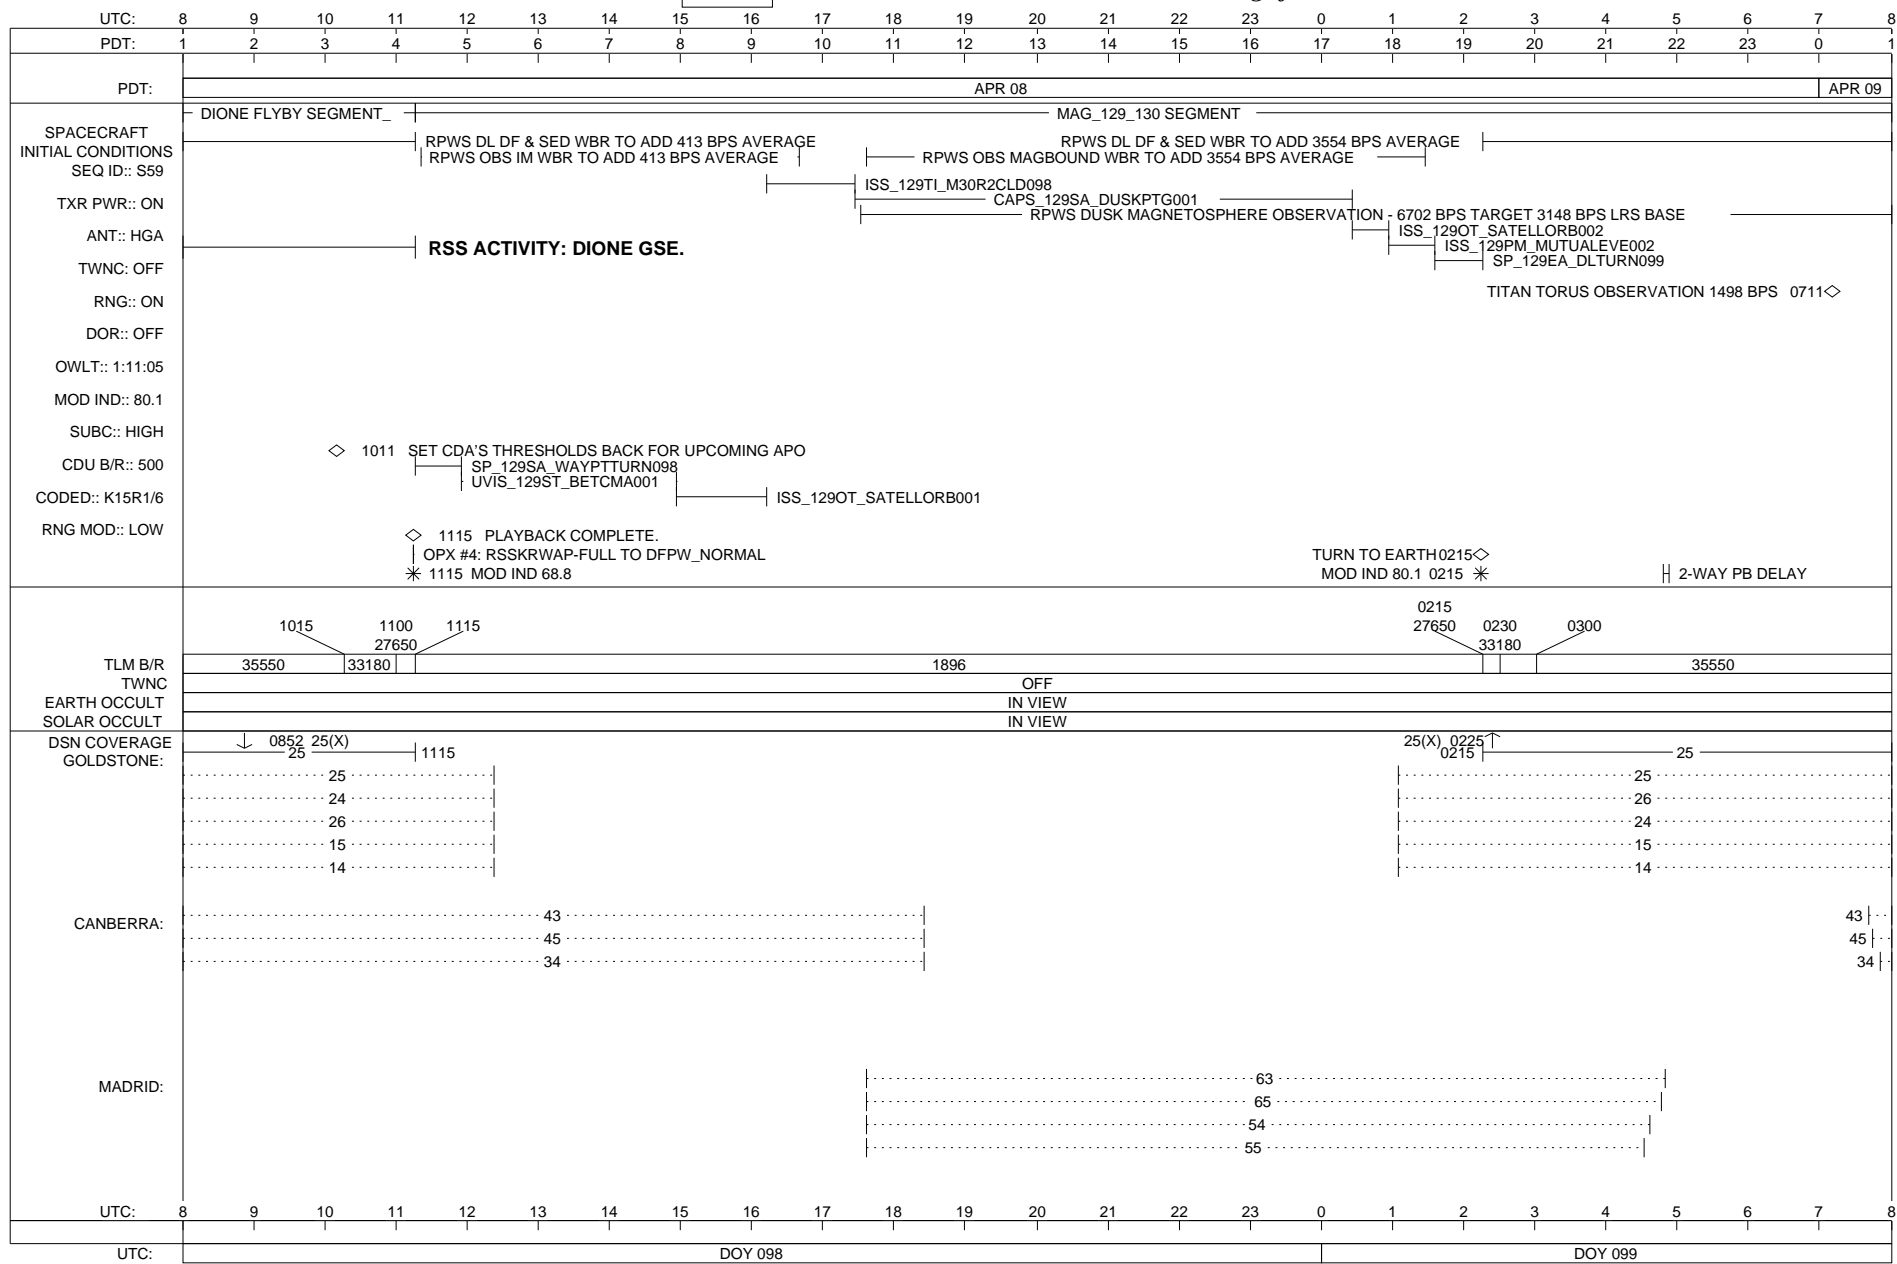 UTC: 8 9 10 11 12 13 14 15 16 17 18 19 20 21 22 23 0 1 2 3 4 5 6 7 8
PDT: 1 2 3 4 5 6 7 8 9 10 11 12 13 14 15 16 17 18 19 20 21 22 23 0 1
PDT: APR 08 APR 09
DIONE FLYBY SEGMENT_ MAG_129_130 SEGMENT
SPACECRAFT
INITIAL CONDITIONS
SEQ ID:: S59
TXR PWR:: ON
ANT:: HGA
TWNC: OFF
RNG:: ON
DOR:: OFF
OWLT:: 1:11:05
MOD IND:: 80.1
SUBC:: HIGH
CDU B/R:: 500
CODED:: K15R1/6
RNG MOD:: LOW
RPWS DL DF & SED WBR TO ADD 413 BPS AVERAGE RPWS DL DF & SED WBR TO ADD 3554 BPS AVERAGE
RPWS OBS IM WBR TO ADD 413 BPS AVERAGE RPWS OBS MAGBOUND WBR TO ADD 3554 BPS AVERAGE
ISS_129TI_M30R2CLD098
CAPS_129SA_DUSKPTG001
RPWS DUSK MAGNETOSPHERE OBSERVATION - 6702 BPS TARGET 3148 BPS LRS BASE
ISS_129OT_SATELLORB002
RSS ACTIVITY: DIONE GSE. ISS_129PM_MUTUALEVE002
SP_129EA_DLTURN099
TITAN TORUS OBSERVATION 1498 BPS 0711
1011 SET CDA'S THRESHOLDS BACK FOR UPCOMING APO
SP_129SA_WAYPTTURN098
UVIS_129ST_BETCMA001
ISS_129OT_SATELLORB001
1115 PLAYBACK COMPLETE.
OPX #4: RSSKRWAP-FULL TO DFPW_NORMAL TURN TO EARTH 0215
1115 MOD IND 68.8 MOD IND 80.1 0215 2-WAY PB DELAY
0215
1015 1100 1115 27650 0230 0300
27650 33180
TLM B/R 35550 33180 1896 35550
TWNC OFF
EARTH OCCULT IN VIEW
SOLAR OCCULT IN VIEW
DSN COVERAGE 0852 25(X) 25(X) 0225
GOLDSTONE: 25 1115 0215 25
25 25
24 26
26 24
15 15
14 14
CANBERRA: 43 43
45 45
34 34
MADRID: 63
65
54
55
UTC: 8 9 10 11 12 13 14 15 16 17 18 19 20 21 22 23 0 1 2 3 4 5 6 7 8
UTC: DOY 098 DOY 099